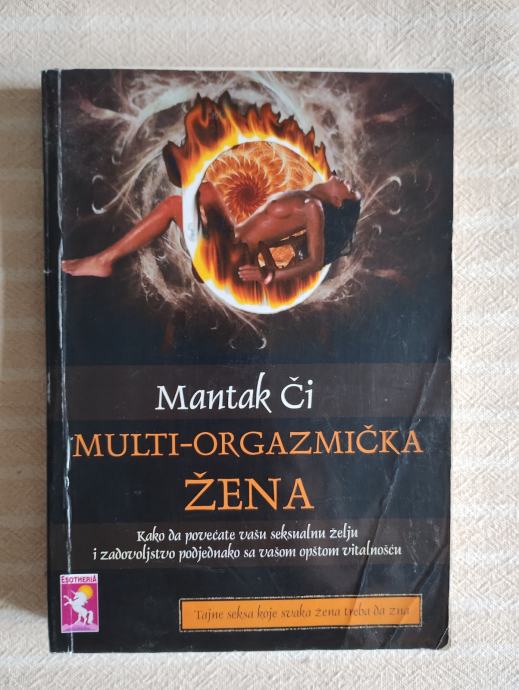 Mantak Či
MULTI-ORGAZMIČKA
ŽENA
Kako da povećate vašu seksualnu želju
i zadovoljstvo podjednako sa vašom opštom vitalnošću
ESOTHERIA
Tajne seksa koje svaka žena treba da zna